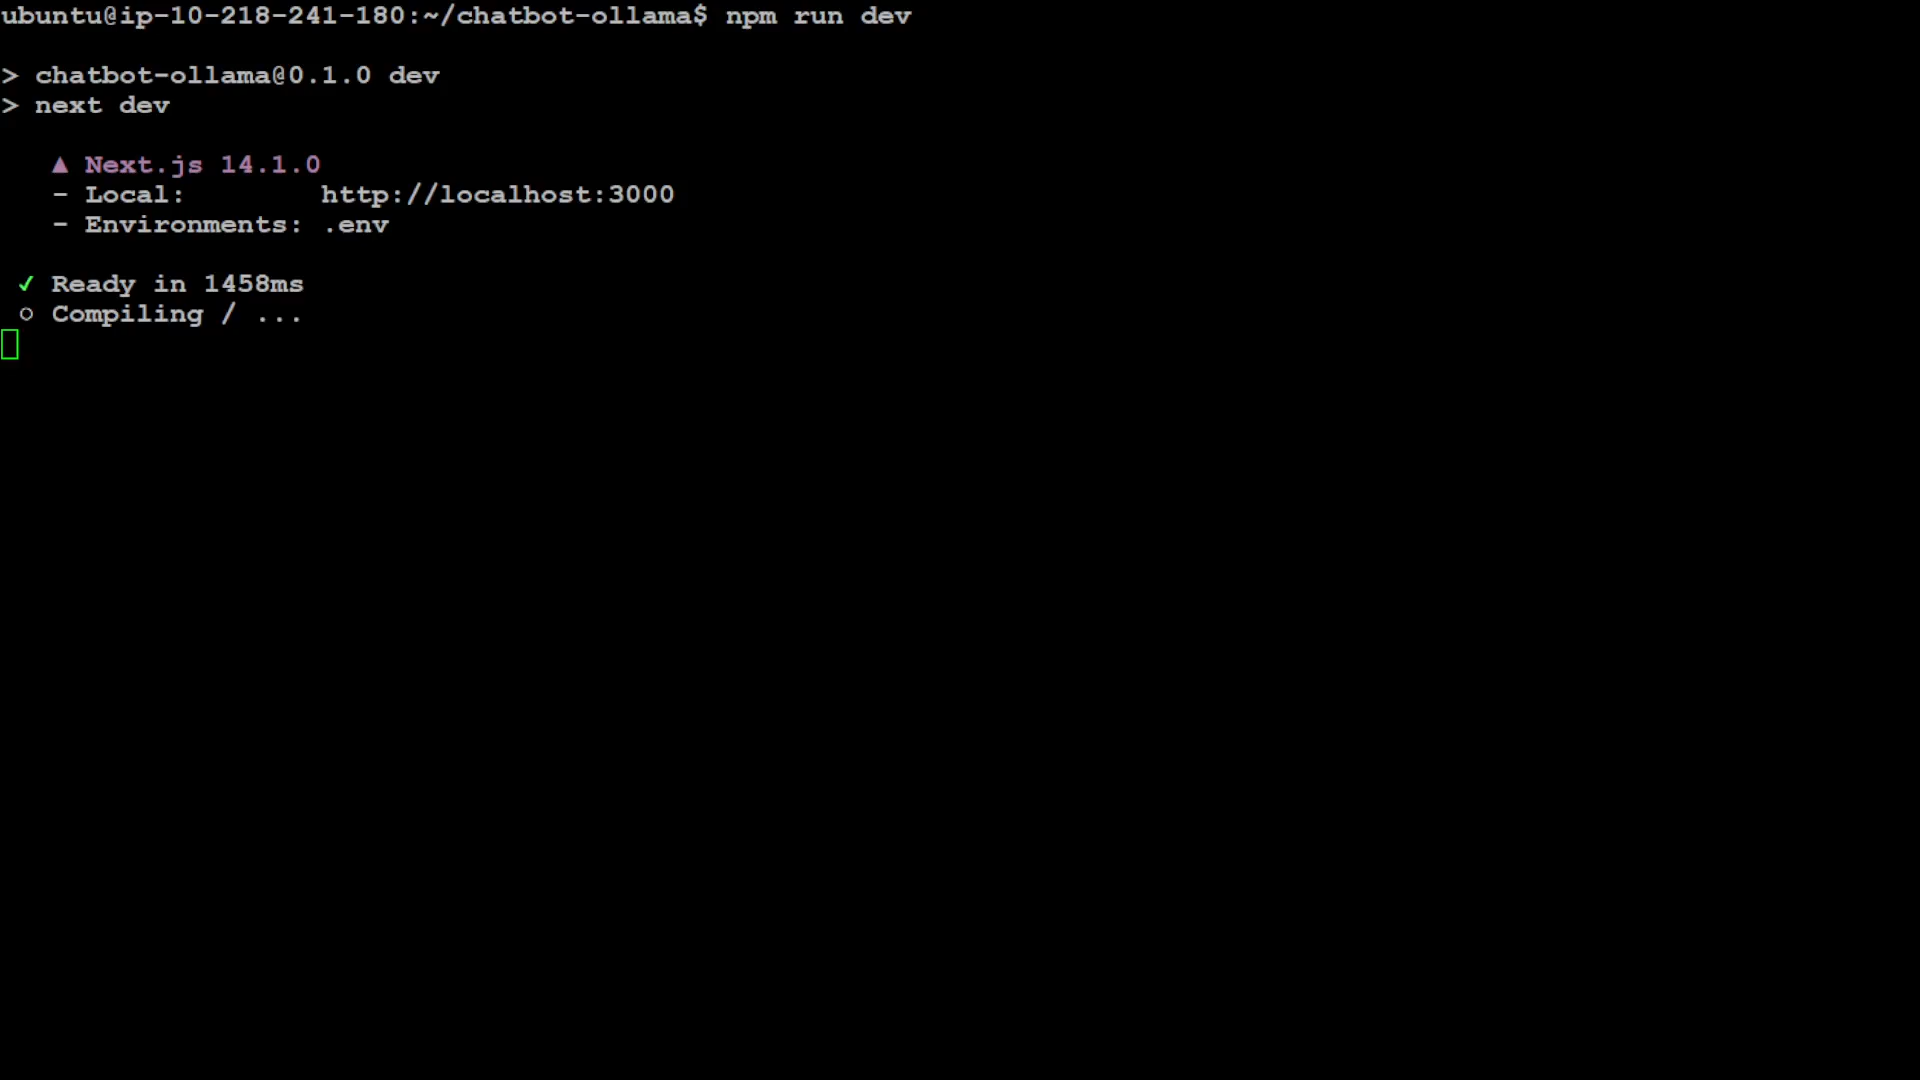 ubuntu@ip-10-218-241-180:~/chatbot-ollama$ npm run dev
> chatbot-ollama@0.1.0 dev
> next dev
▲ Next.js 14.1.0
- Local:        http://localhost:3000
- Environments: .env
✓ Ready in 1458ms
○ Compiling / ...